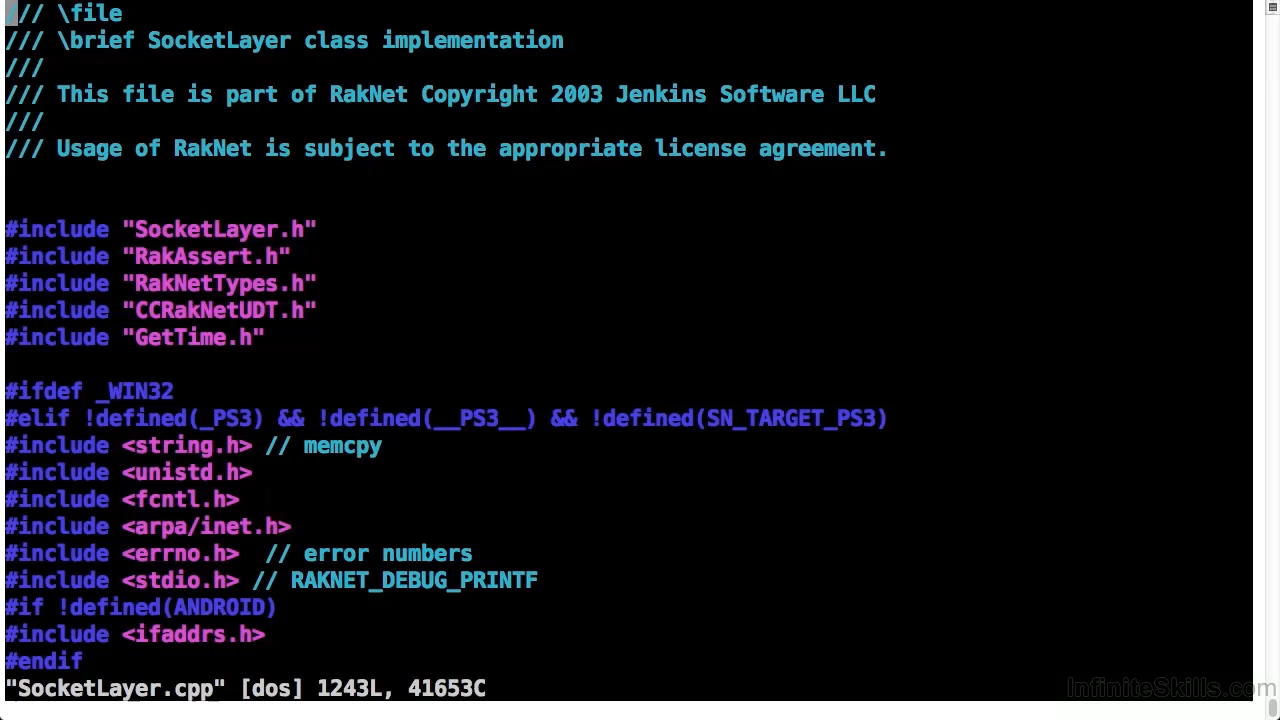 /// \file
/// \brief SocketLayer class implementation
///
/// This file is part of RakNet Copyright 2003 Jenkins Software LLC
///
/// Usage of RakNet is subject to the appropriate license agreement.
#include "SocketLayer.h"
#include "RakAssert.h"
#include "RakNetTypes.h"
#include "CCRakNetUDT.h"
#include "GetTime.h"
#ifdef _WIN32
#elif !defined(_PS3) && !defined(__PS3__) && !defined(SN_TARGET_PS3)
#include <string.h> // memcpy
#include <unistd.h>
#include <fcntl.h>
#include <arpa/inet.h>
#include <errno.h>  // error numbers
#include <stdio.h> // RAKNET_DEBUG_PRINTF
#if !defined(ANDROID)
#include <ifaddrs.h>
#endif
"SocketLayer.cpp" [dos] 1243L, 41653C
InfiniteSkills.com